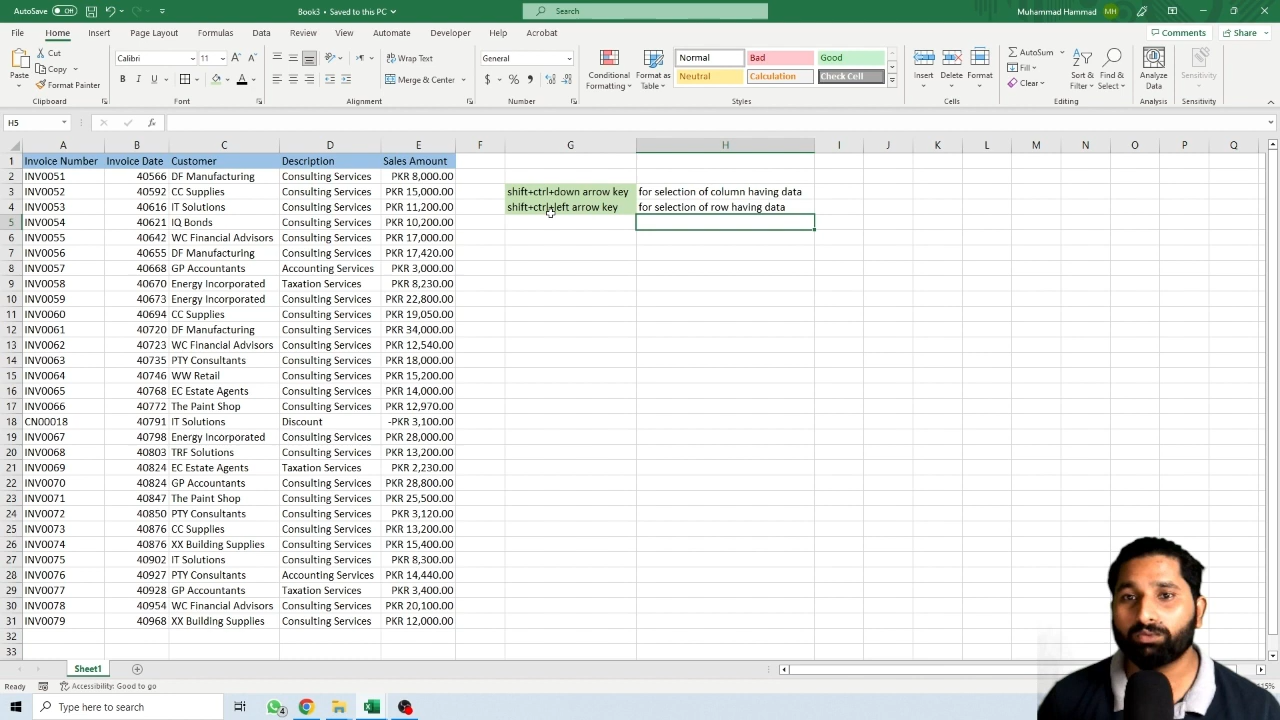 AutoSave Off Book3 • Saved to this PC Search Muhammad Hammad MH
File Home Insert Page Layout Formulas Data Review View Automate Developer Help Acrobat Comments Share
Paste Cut Copy Format Painter Clipboard
Calibri 11 B I U Font
Wrap Text Merge & Center Alignment
General $ % Number
Conditional Formatting Format as Table
Normal Bad Good
Neutral Calculation Check Cell
Styles
Insert Delete Format Cells
AutoSum Fill Clear Sort & Filter Find & Select Editing
Analyze Data Analysis
Sensitivity Sensitivity
H5 fx
A B C D E F G H I J K L M N O P Q
1 Invoice Number Invoice Date Customer Description Sales Amount
2 INV0051 40566 DF Manufacturing Consulting Services PKR 8,000.00
3 INV0052 40592 CC Supplies Consulting Services PKR 15,000.00 shift+ctrl+down arrow key for selection of column having data
4 INV0053 40616 IT Solutions Consulting Services PKR 11,200.00 shift+ctrl+left arrow key for selection of row having data
5 INV0054 40621 IQ Bonds Consulting Services PKR 10,200.00
6 INV0055 40642 WC Financial Advisors Consulting Services PKR 17,000.00
7 INV0056 40655 DF Manufacturing Consulting Services PKR 17,420.00
8 INV0057 40668 GP Accountants Accounting Services PKR 3,000.00
9 INV0058 40670 Energy Incorporated Taxation Services PKR 8,230.00
10 INV0059 40673 Energy Incorporated Consulting Services PKR 22,800.00
11 INV0060 40694 CC Supplies Consulting Services PKR 19,050.00
12 INV0061 40720 DF Manufacturing Consulting Services PKR 34,000.00
13 INV0062 40723 WC Financial Advisors Consulting Services PKR 12,540.00
14 INV0063 40735 PTY Consultants Consulting Services PKR 18,000.00
15 INV0064 40746 WW Retail Consulting Services PKR 15,200.00
16 INV0065 40768 EC Estate Agents Consulting Services PKR 14,000.00
17 INV0066 40772 The Paint Shop Consulting Services PKR 12,970.00
18 CN00018 40791 IT Solutions Discount -PKR 3,100.00
19 INV0067 40798 Energy Incorporated Consulting Services PKR 28,000.00
20 INV0068 40803 TRF Solutions Consulting Services PKR 13,200.00
21 INV0069 40824 EC Estate Agents Taxation Services PKR 2,230.00
22 INV0070 40824 GP Accountants Consulting Services PKR 28,800.00
23 INV0071 40847 The Paint Shop Consulting Services PKR 25,500.00
24 INV0072 40850 PTY Consultants Consulting Services PKR 3,120.00
25 INV0073 40876 CC Supplies Consulting Services PKR 13,200.00
26 INV0074 40876 XX Building Supplies Consulting Services PKR 15,400.00
27 INV0075 40902 IT Solutions Consulting Services PKR 8,300.00
28 INV0076 40927 PTY Consultants Accounting Services PKR 14,440.00
29 INV0077 40928 GP Accountants Taxation Services PKR 3,400.00
30 INV0078 40954 WC Financial Advisors Consulting Services PKR 20,100.00
31 INV0079 40968 XX Building Supplies Consulting Services PKR 12,000.00
32
33
Sheet1
Ready Accessibility: Good to go
Type here to search 4